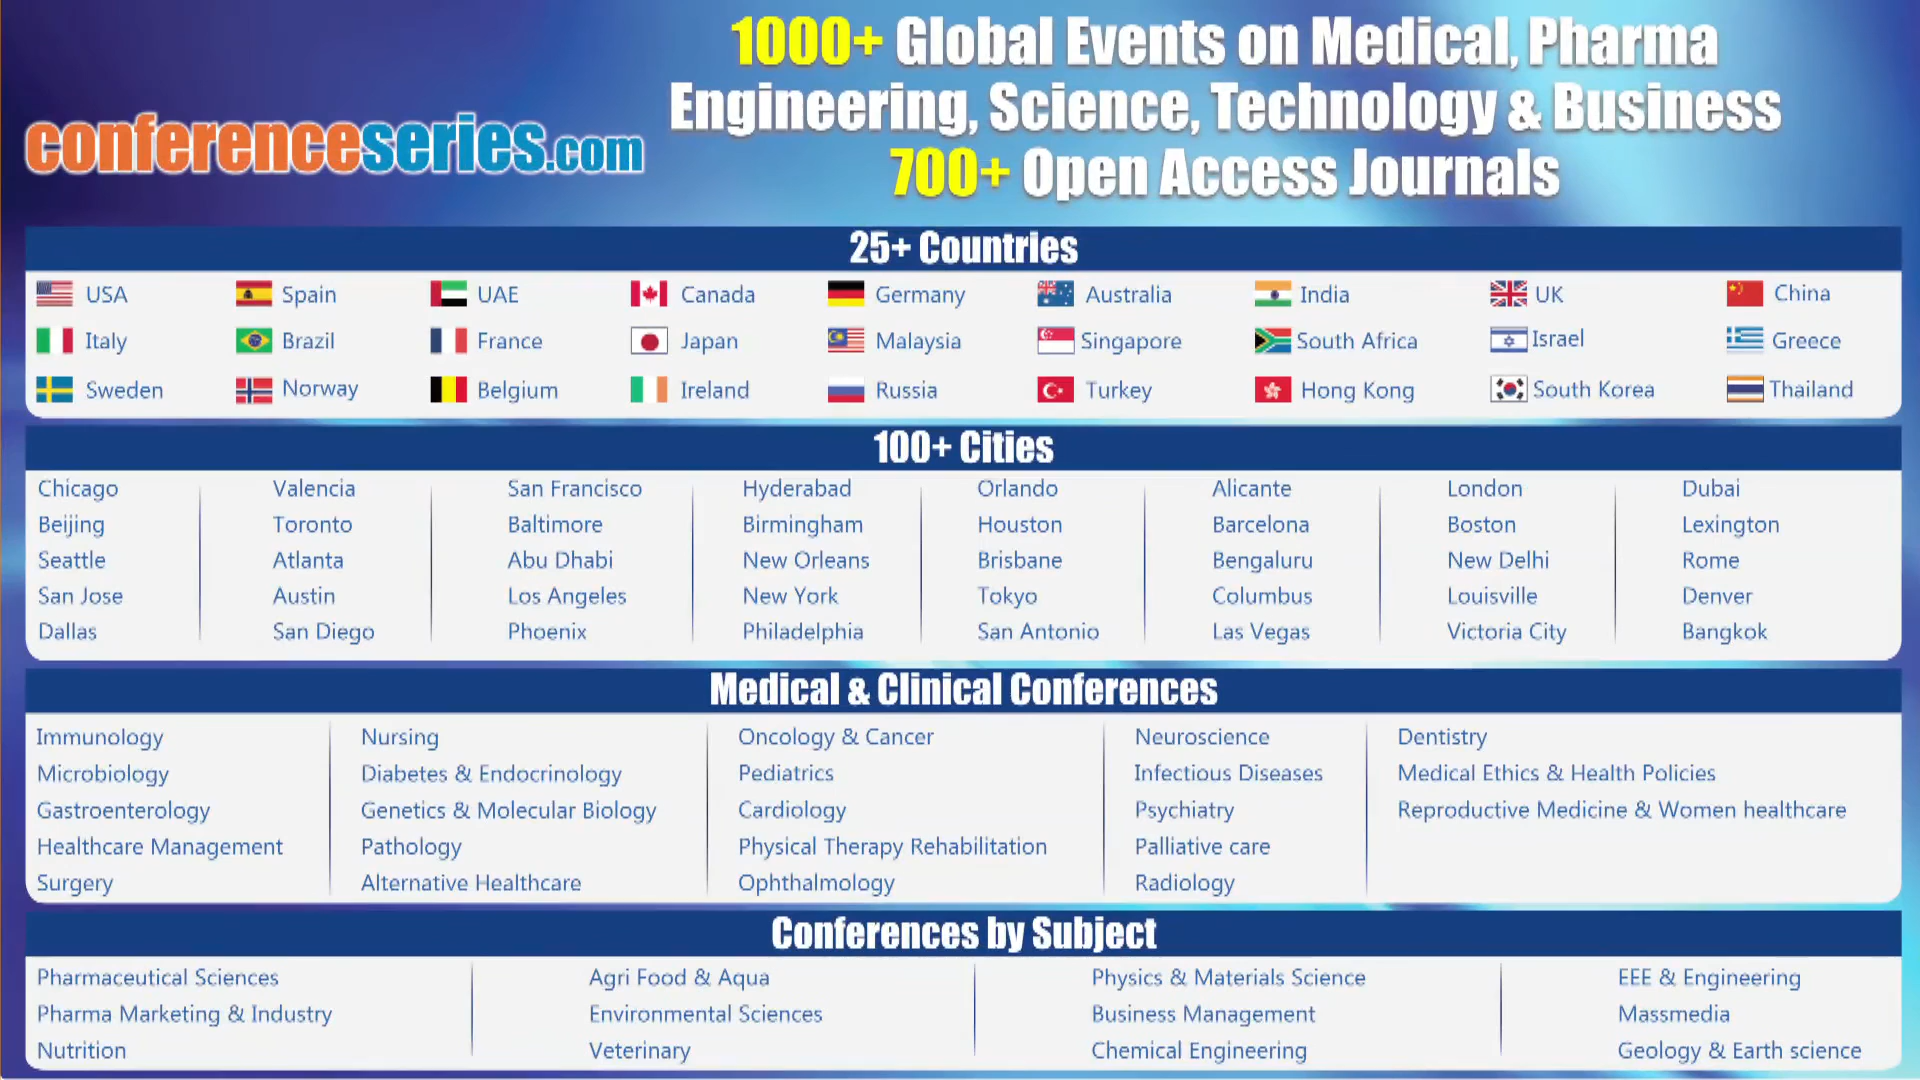 1000+ Global Events on Medical, Pharma
Engineering, Science, Technology & Business
700+ Open Access Journals
conferenceseries.com
25+ Countries
USA Spain UAE Canada Germany Australia India UK China
Italy Brazil France Japan Malaysia Singapore South Africa Israel Greece
Sweden Norway Belgium Ireland Russia Turkey Hong Kong South Korea Thailand
100+ Cities
Chicago Valencia San Francisco Hyderabad Orlando Alicante London Dubai
Beijing Toronto Baltimore Birmingham Houston Barcelona Boston Lexington
Seattle Atlanta Abu Dhabi New Orleans Brisbane Bengaluru New Delhi Rome
San Jose Austin Los Angeles New York Tokyo Columbus Louisville Denver
Dallas San Diego Phoenix Philadelphia San Antonio Las Vegas Victoria City Bangkok
Medical & Clinical Conferences
Immunology Nursing Oncology & Cancer Neuroscience Dentistry
Microbiology Diabetes & Endocrinology Pediatrics Infectious Diseases Medical Ethics & Health Policies
Gastroenterology Genetics & Molecular Biology Cardiology Psychiatry Reproductive Medicine & Women healthcare
Healthcare Management Pathology Physical Therapy Rehabilitation Palliative care
Surgery Alternative Healthcare Ophthalmology Radiology
Conferences by Subject
Pharmaceutical Sciences Agri Food & Aqua Physics & Materials Science EEE & Engineering
Pharma Marketing & Industry Environmental Sciences Business Management Massmedia
Nutrition Veterinary Chemical Engineering Geology & Earth science